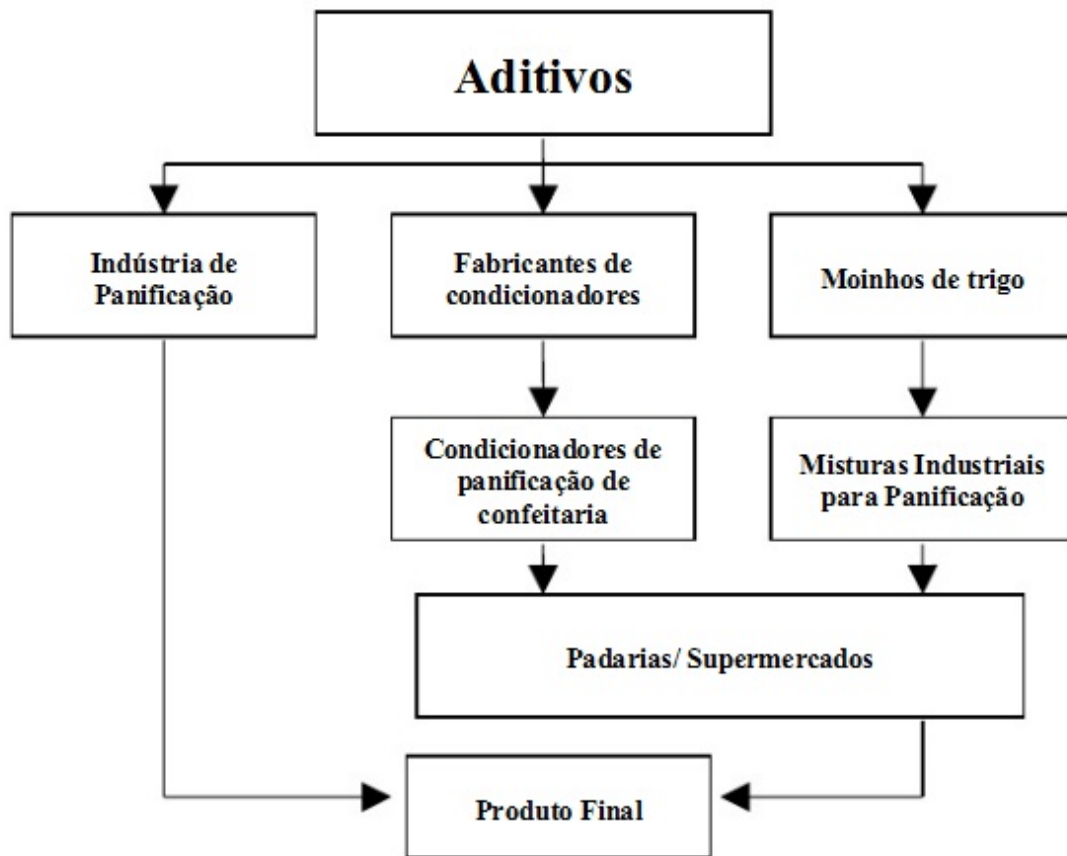 Aditivos
Indústria de
Panificação
Fabricantes de
condicionadores
Moinhos de trigo
Condicionadores de
panificação de
confeitaria
Misturas Industriais
para Panificação
Padarias/ Supermercados
Produto Final